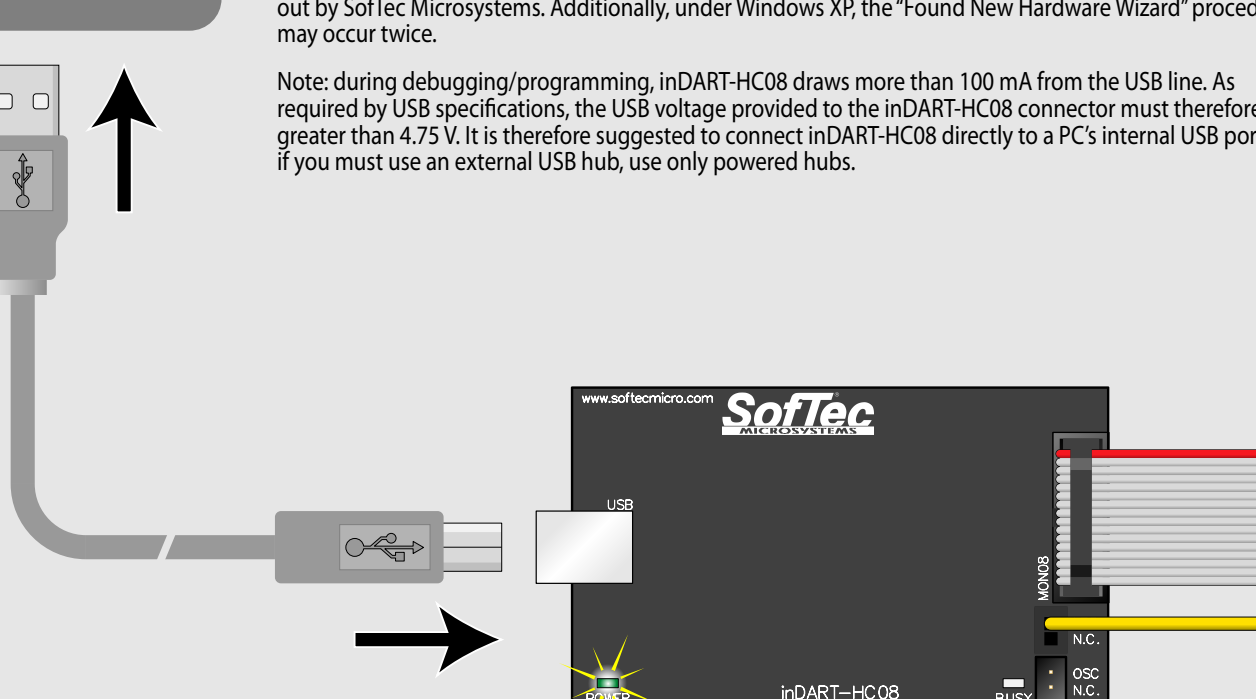 out by SofTec Microsystems. Additionally, under Windows XP, the “Found New Hardware Wizard”
may occur twice.
Note: during debugging/programming, inDART-HC08 draws more than 100 mA from the USB line. As
required by USB specifications, the USB voltage provided to the inDART-HC08 connector must therefore
greater than 4.75 V. It is therefore suggested to connect inDART-HC08 directly to a PC’s internal USB
if you must use an external USB hub, use only powered hubs.
www.softecmicro.com
SofTec
MICROSYSTEMS
USB
MON08
N.C.
OSC
N.C.
POWER
inDART-HC08
BUSY